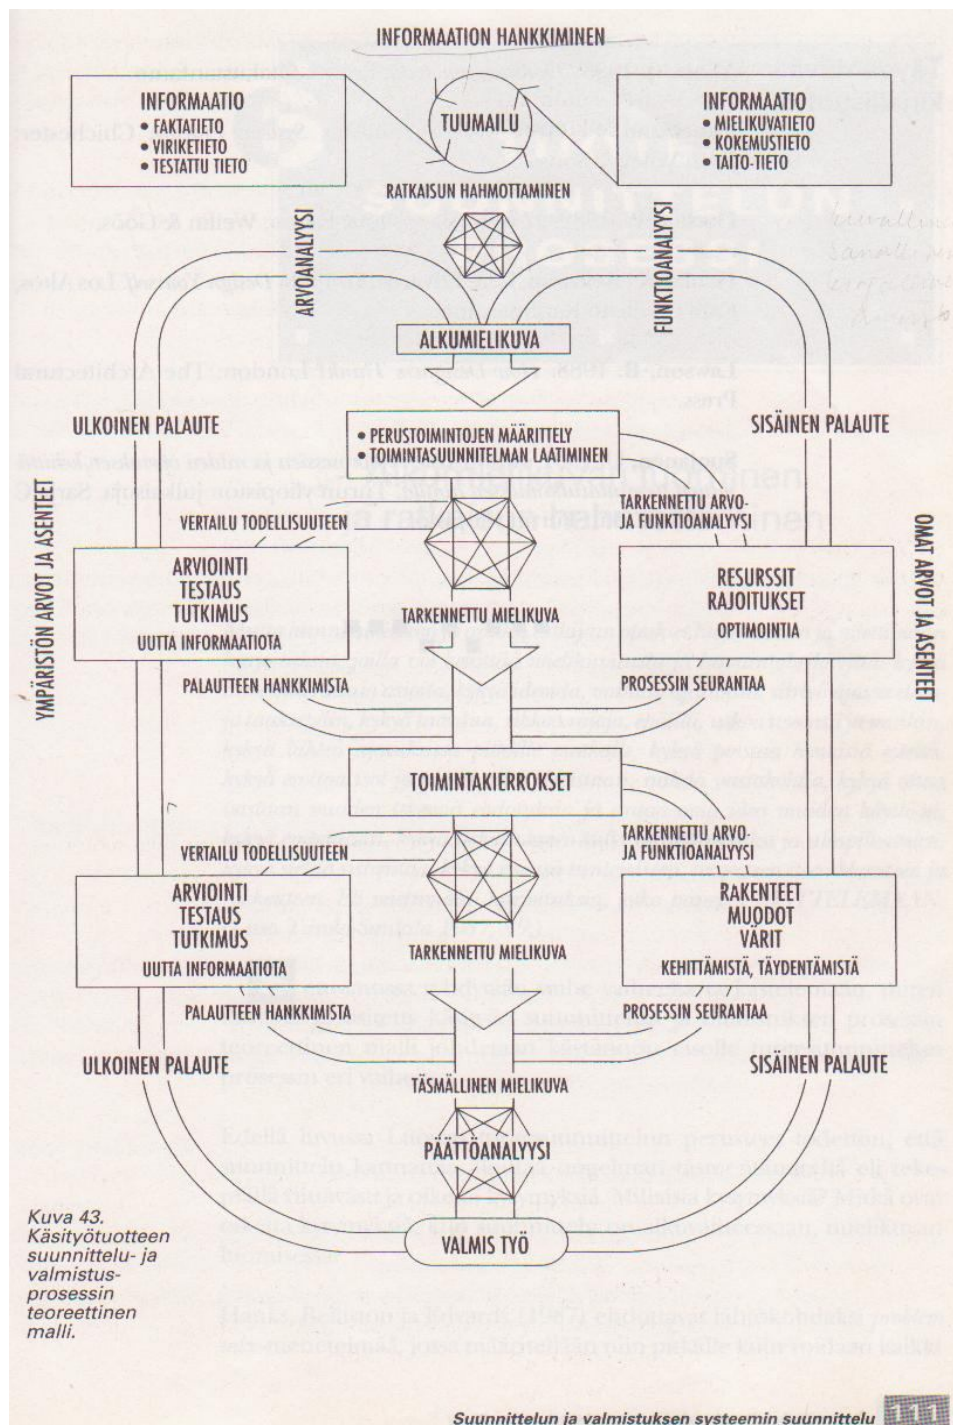 INFORMAATION HANKKIMINEN
INFORMAATIO
• FAKTATIETO
• VIRIKETIETO
• TESTATTU TIETO
TUUMAILU
INFORMAATIO
• MIELIKUVATIETO
• KOKEMUSTIETO
• TAITO-TIETO
RATKAISUN HAHMOTTAMINEN
ARVOANALYYSI
FUNKTIOANALYYSI
ALKUMIELIKUVA
ULKOINEN PALAUTE
SISÄINEN PALAUTE
• PERUSTOIMINTOJEN MÄÄRITTELY
• TOIMINTASUUNNITELMAN LAATIMINEN
YMPÄRISTÖN ARVOT JA ASENTEET
OMAT ARVOT JA ASENTEET
VERTAILU TODELLISUUTEEN
TARKENNETTU ARVO-
JA FUNKTIOANALYYSI
ARVIOINTI
TESTAUS
TUTKIMUS
UUTTA INFORMAATIOTA
RESURSSIT
RAJOITUKSET
OPTIMOINTIA
TARKENNETTU MIELIKUVA
PALAUTTEEN HANKKIMISTA
PROSESSIN SEURANTAA
TOIMINTAKIERROKSET
VERTAILU TODELLISUUTEEN
TARKENNETTU ARVO-
JA FUNKTIOANALYYSI
ARVIOINTI
TESTAUS
TUTKIMUS
UUTTA INFORMAATIOTA
RAKENTEET
MUODOT
VÄRIT
KEHITTÄMISTÄ, TÄYDENTÄMISTÄ
TARKENNETTU MIELIKUVA
PALAUTTEEN HANKKIMISTA
PROSESSIN SEURANTAA
ULKOINEN PALAUTE
SISÄINEN PALAUTE
TÄSMÄLLINEN MIELIKUVA
PÄÄTTÖANALYYSI
VALMIS TYÖ
Kuva 43.
Käsityötuotteen
suunnittelu- ja
valmistus-
prosessin
teoreettinen
malli.
Suunnittelun ja valmistuksen systeemin suunnittelu 111